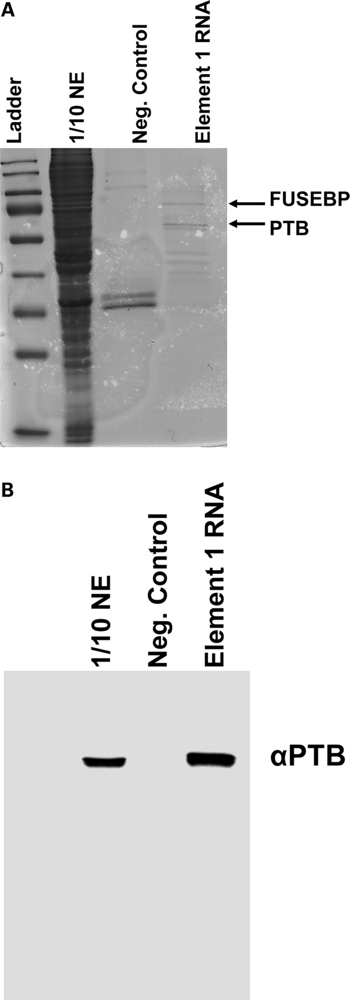 A
Ladder
1/10 NE
Neg. Control
Element 1 RNA
FUSEBP
PTB
B
1/10 NE
Neg. Control
Element 1 RNA
αPTB